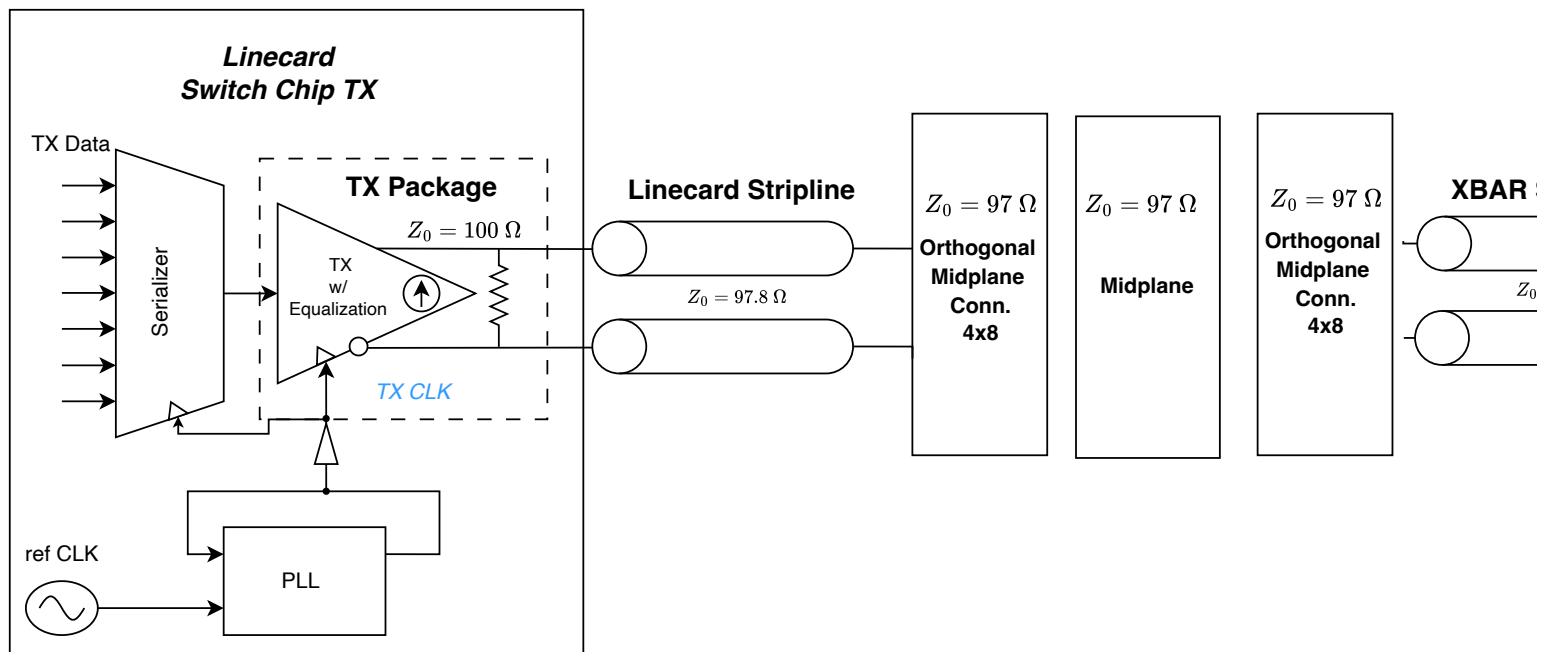 Linecard
Switch Chip TX
TX Data
Serializer
TX Package
Z₀ = 100 Ω
TX
w/
Equalization
TX CLK
ref CLK
PLL
Linecard Stripline
Z₀ = 97.8 Ω
Z₀ = 97 Ω
Orthogonal
Midplane
Conn.
4x8
Z₀ = 97 Ω
Midplane
Z₀ = 97 Ω
Orthogonal
Midplane
Conn.
4x8
XBAR
Z₀